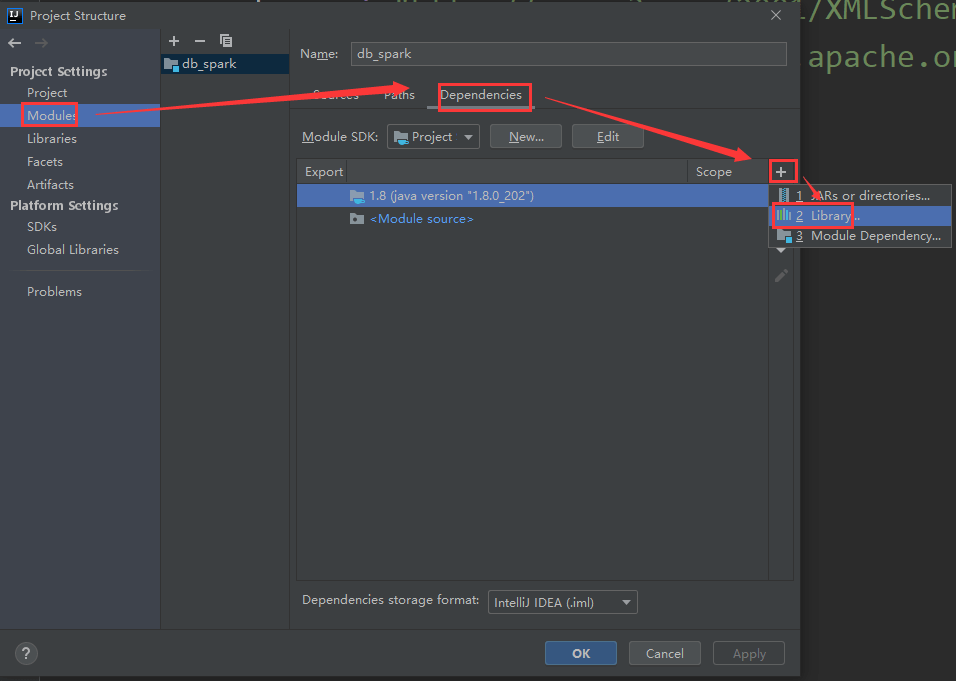 Project Structure
/XMLSchem
apache.or
Name: db_spark
db_spark
Project Settings
Project
Modules
Libraries
Facets
Artifacts
Platform Settings
SDKs
Global Libraries
Problems
Sources Paths Dependencies
Module SDK: Project New... Edit
Export Scope
1.8 (java version "1.8.0_202")
<Module source>
1 JARs or directories...
2 Library...
3 Module Dependency...
Dependencies storage format: IntelliJ IDEA (.iml)
? OK Cancel Apply